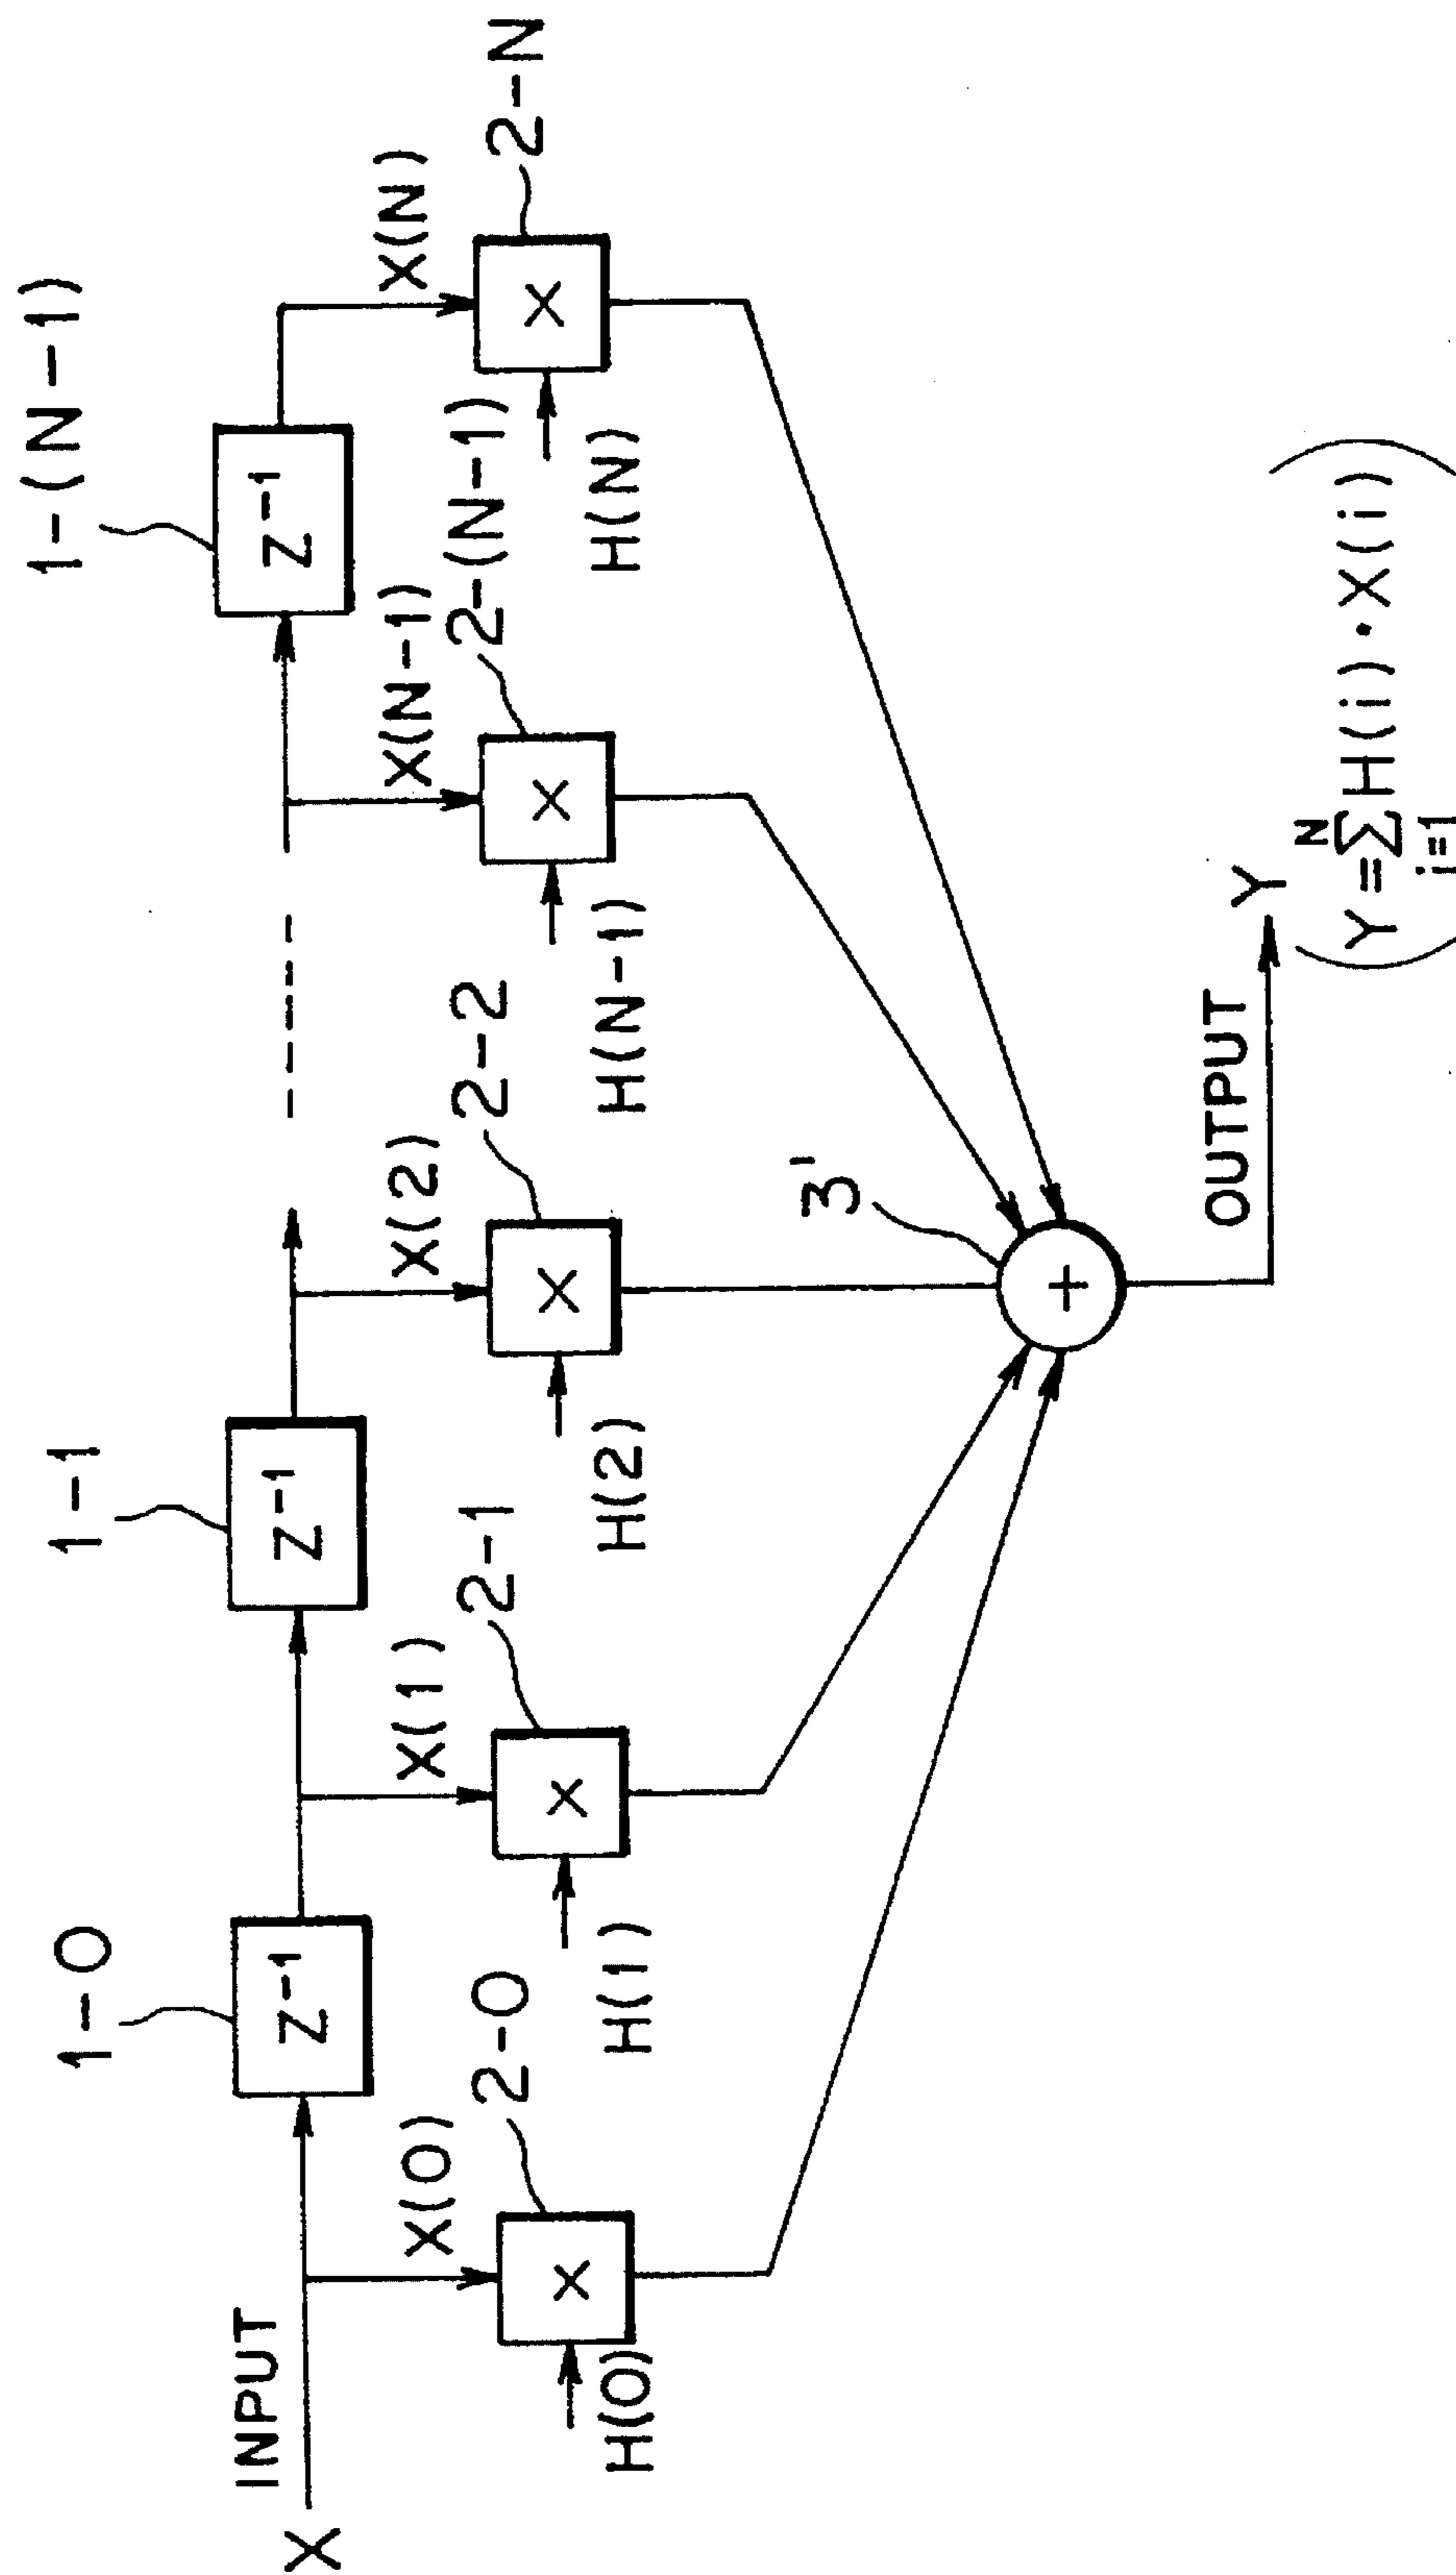 1-0
1-1
1-(N-1)
INPUT
X
Z⁻¹
Z⁻¹
Z⁻¹
X(0)
X(1)
X(2)
X(N-1)
X(N)
2-0
2-1
2-2
2-(N-1)
2-N
×
×
×
×
×
H(0)
H(1)
H(2)
H(N-1)
H(N)
3'
+
OUTPUT
Y
(Y=∑H(i)·X(i))
N
i=1